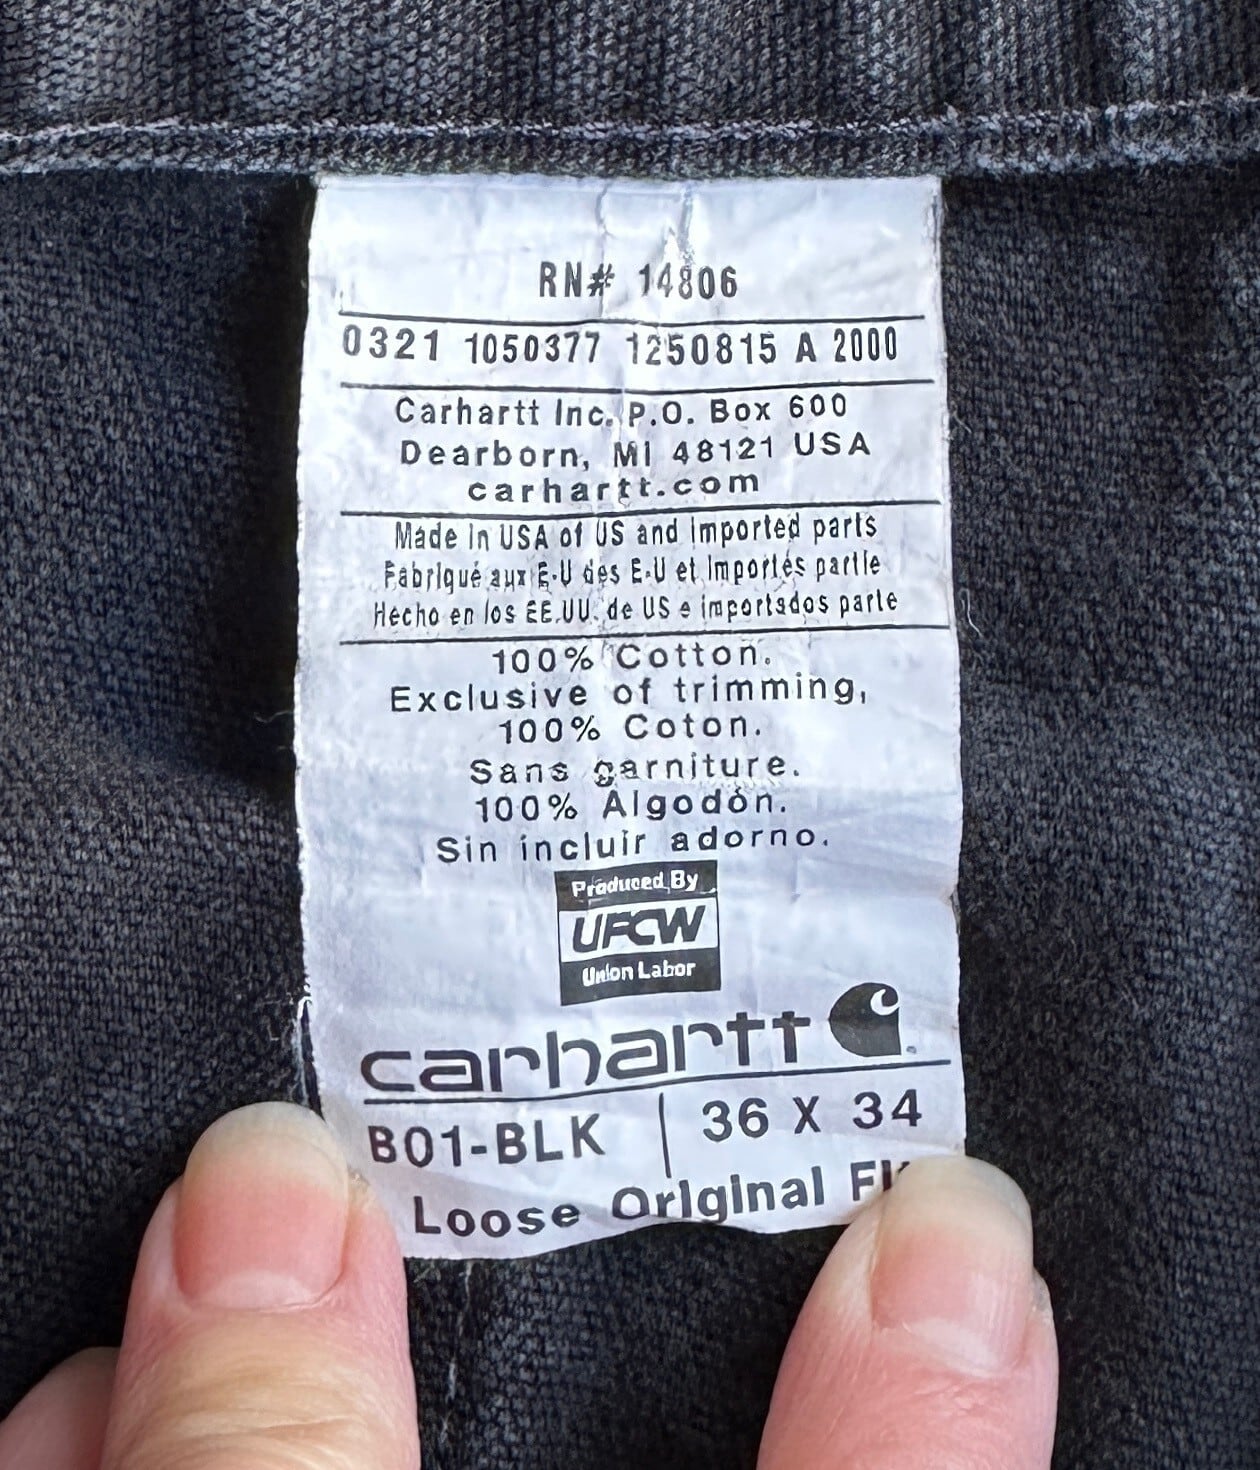 RN# 14806
0321 1050377 1250815 A 2000
Carhartt Inc. P.O. Box 600
Dearborn, MI 48121 USA
carhartt.com
Made in USA of US and imported parts
Fabriqué aux E-U des E-U et importés partie
Hecho en los EE.UU. de US e importados parte
100% Cotton.
Exclusive of trimming,
100% Coton.
Sans garniture.
100% Algodón.
Sin incluir adorno.
Produced By
UFCW
Union Labor
carhartt
B01-BLK | 36 X 34
Loose Original